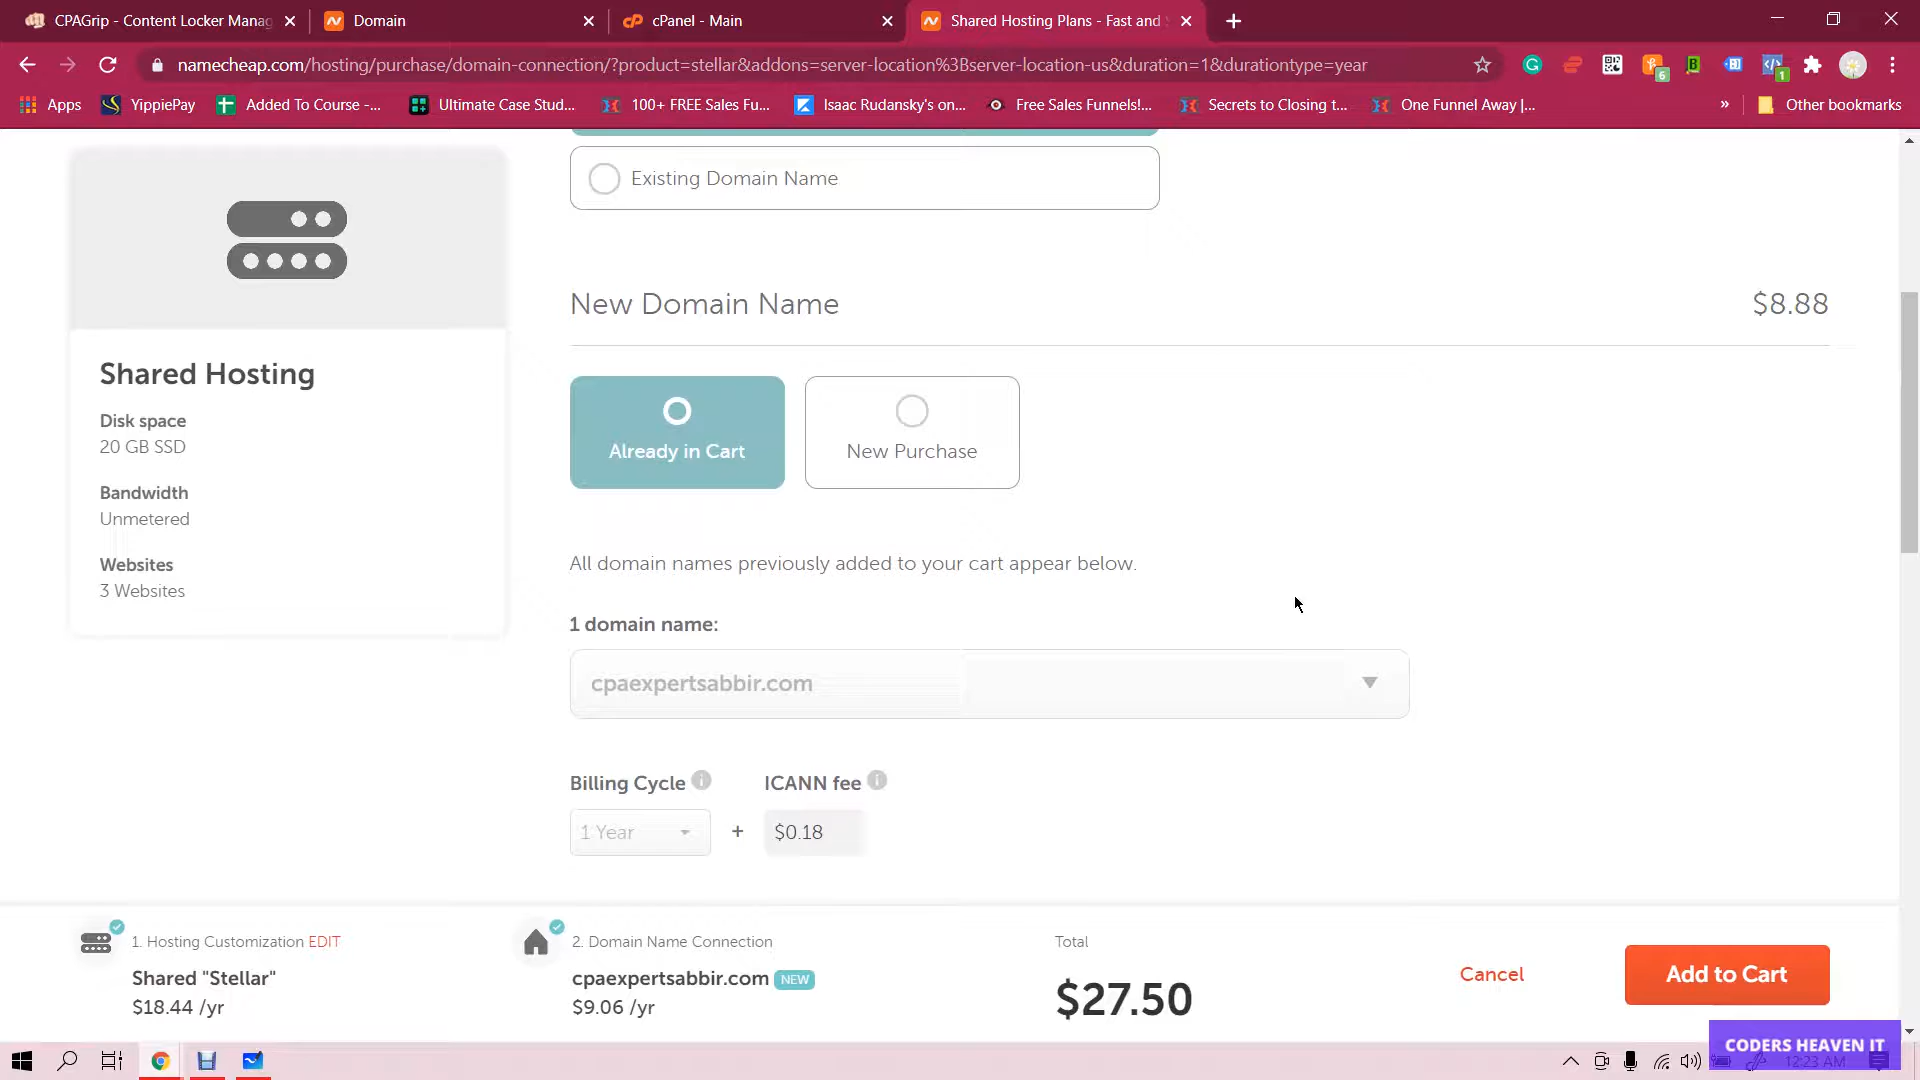 CPAGrip - Content Locker Manag
Domain
cPanel - Main
Shared Hosting Plans - Fast and
namecheap.com/hosting/purchase/domain-connection/?product=stellar&addons=server-location%3Bserver-location-us&duration=1&durationtype=year
6
1
Apps
YippiePay
Added To Course -...
Ultimate Case Stud...
100+ FREE Sales Fu...
Isaac Rudansky's on...
Free Sales Funnels!...
Secrets to Closing t...
One Funnel Away |...
»
Other bookmarks
Existing Domain Name
New Domain Name
$8.88
Already in Cart
New Purchase
Shared Hosting
Disk space
20 GB SSD
Bandwidth
Unmetered
Websites
3 Websites
All domain names previously added to your cart appear below.
1 domain name:
cpaexpertsabbir.com
Billing Cycle
ICANN fee
1 Year
+
$0.18
1. Hosting Customization EDIT
Shared "Stellar"
$18.44 /yr
2. Domain Name Connection
cpaexpertsabbir.com NEW
$9.06 /yr
Total
$27.50
Cancel
Add to Cart
CODERS HEAVEN IT
12:23 AM